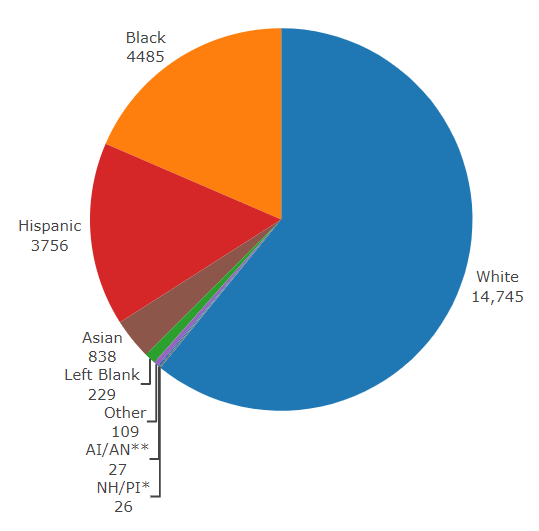 Black
4485
Hispanic
3756
White
14,745
Asian
838
Left Blank
229
Other
109
AI/AN**
27
NH/PI*
26